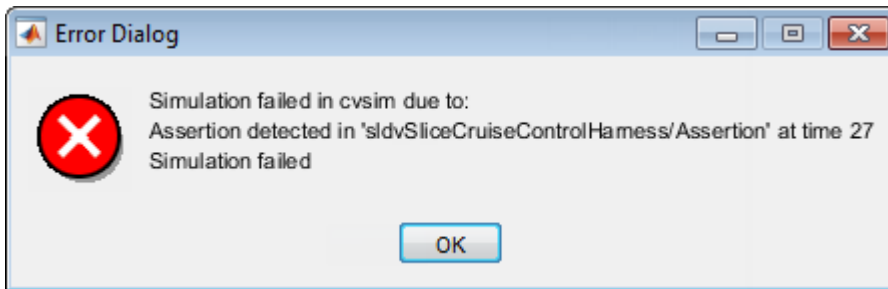 Error Dialog
Simulation failed in cvsim due to:
Assertion detected in 'sldvSliceCruiseControlHarness/Assertion' at time 27
Simulation failed
OK